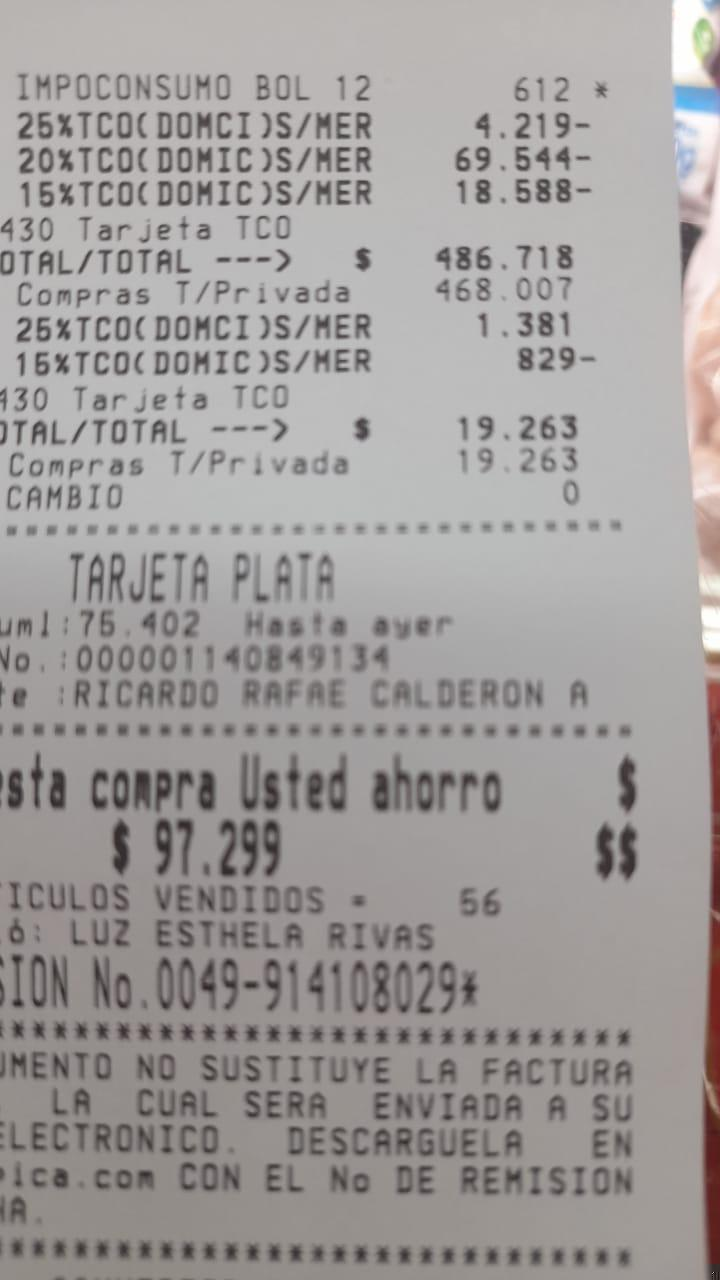 IMPOCONSUMO BOL 12 612 *
25%TCO(DOMCI)S/MER 4.219-
20%TCO(DOMIC)S/MER 69.544-
15%TCO(DOMIC)S/MER 18.588-
430 Tarjeta TCO
OTAL/TOTAL ---> $ 486.718
Compras T/Privada 468.007
25%TCO(DOMCI)S/MER 1.381
15%TCO(DOMIC)S/MER 829-
430 Tarjeta TCO
OTAL/TOTAL ---> $ 19.263
Compras T/Privada 19.263
CAMBIO 0
TARJETA PLATA
uml:75.402 Hasta ayer
No.:0000001140849134
te :RICARDO RAFAE CALDERON A
esta compra Usted ahorro $
$ 97.299 $$
TICULOS VENDIDOS = 56
ó: LUZ ESTHELA RIVAS
SION No.0049-914108029*
********************************
UMENTO NO SUSTITUYE LA FACTURA
. LA CUAL SERA ENVIADA A SU
ELECTRONICO. DESCARGUELA EN
pica.com CON EL No DE REMISION
HA.
********************************